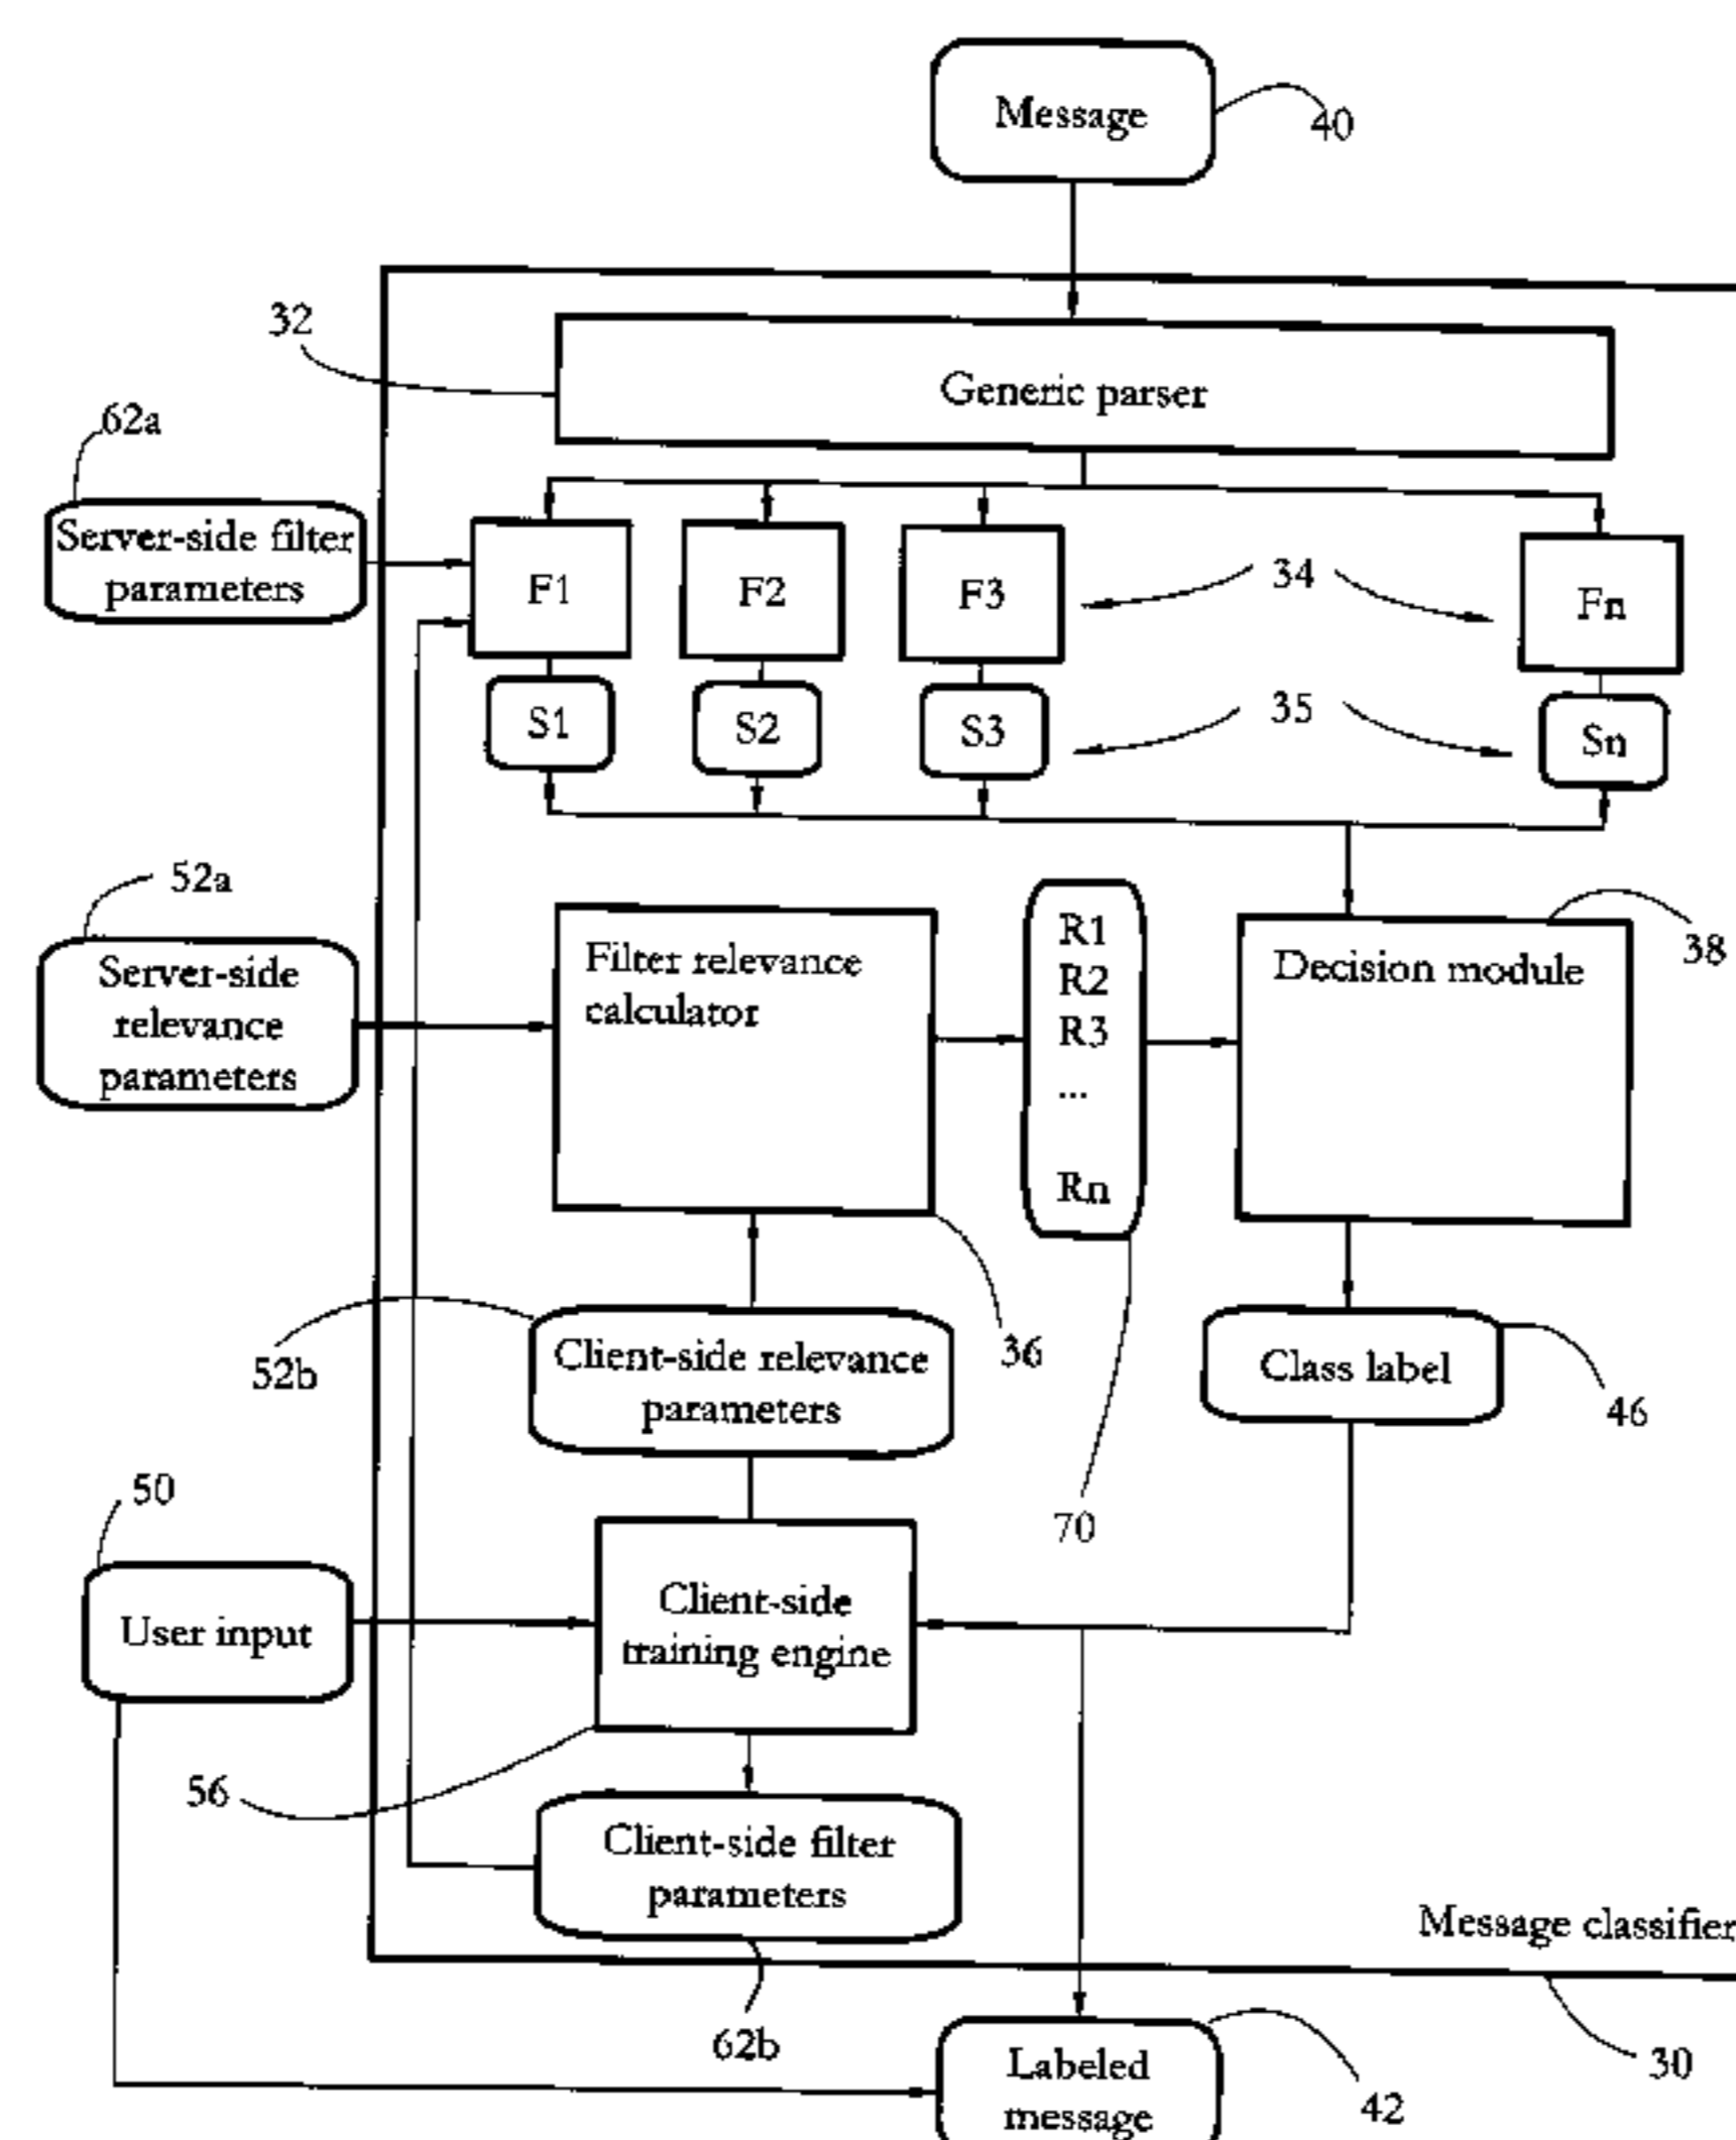 Message
40
32
Generic parser
62a
Server-side filter
parameters
F1
F2
F3
34
Fn
S1
S2
S3
35
Sn
52a
Server-side
relevance
parameters
Filter relevance
calculator
R1
R2
R3
...
Rn
Decision module
38
52b
Client-side relevance
parameters
36
Class label
46
70
50
User input
Client-side
training engine
56
Client-side filter
parameters
Message classifier
62b
Labeled
message
42
30